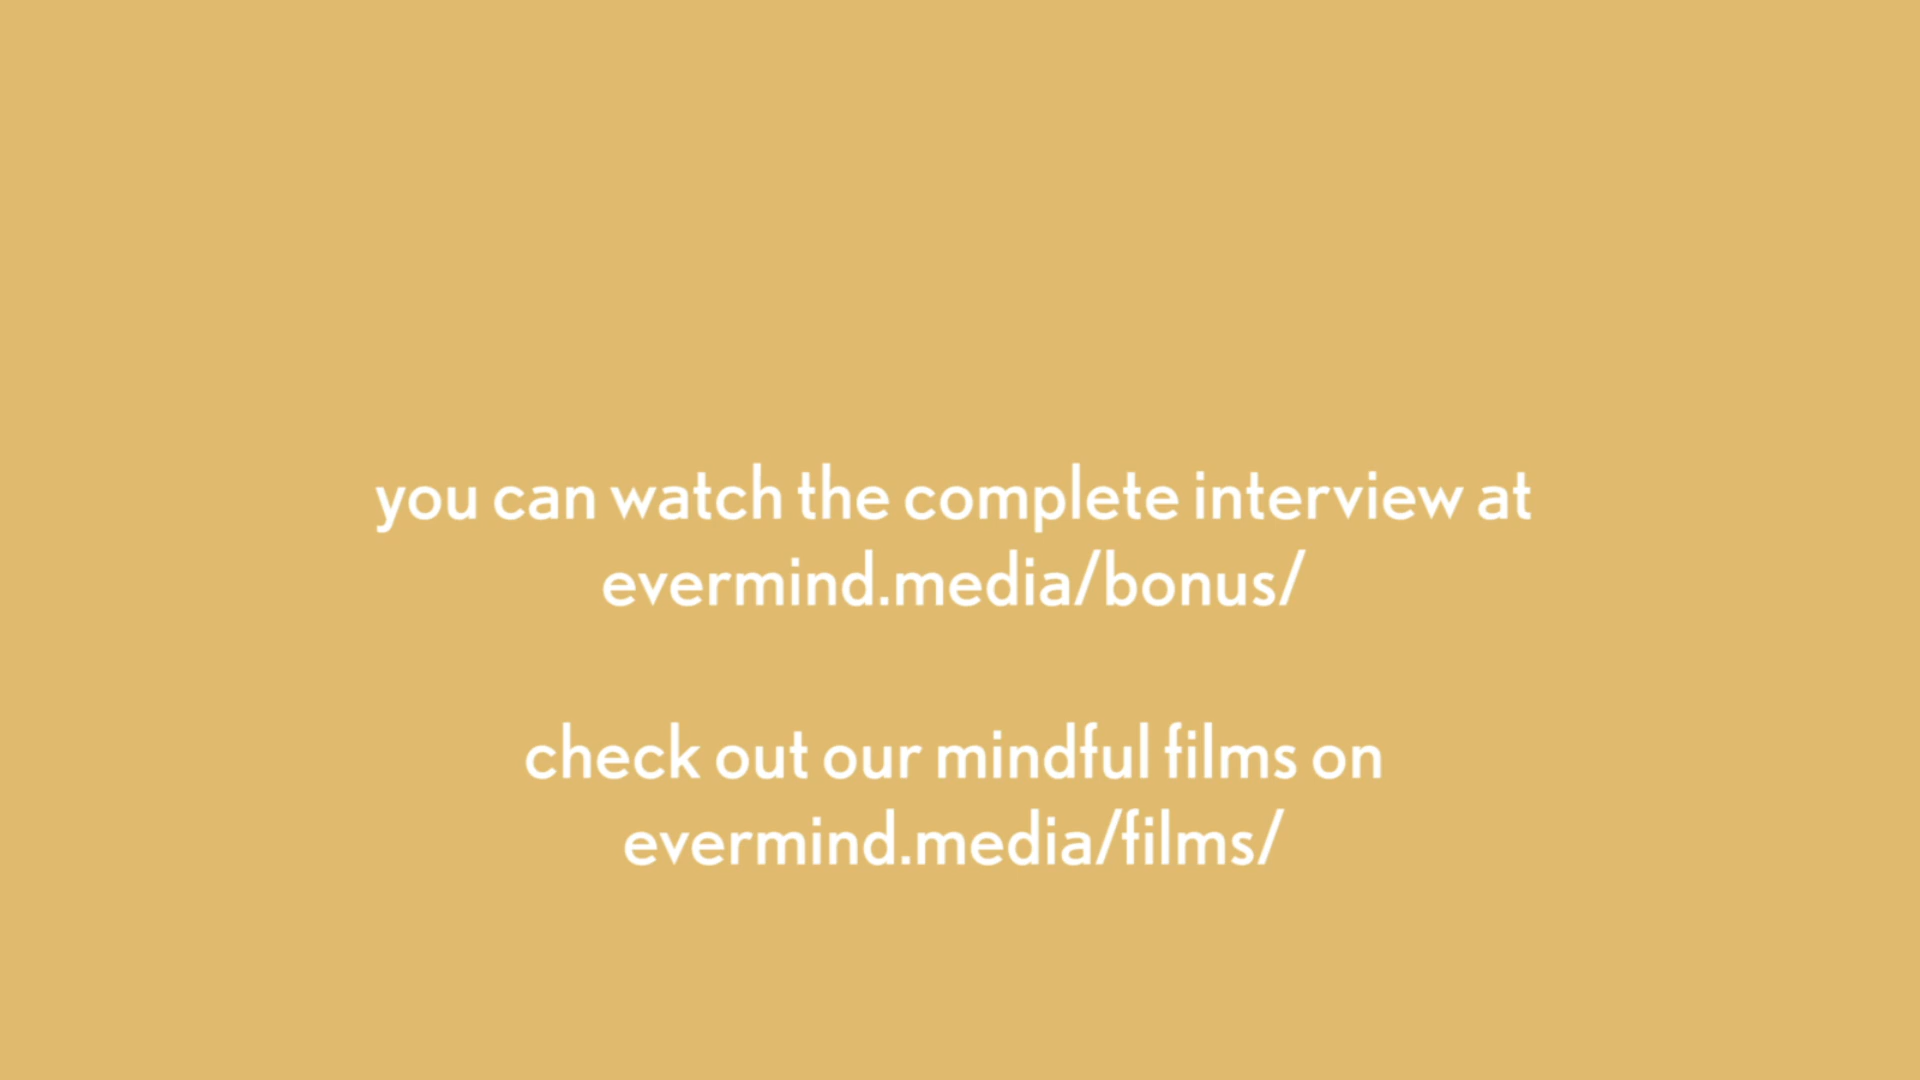 you can watch the complete interview at
evermind.media/bonus/
check out our mindful films on
evermind.media/films/